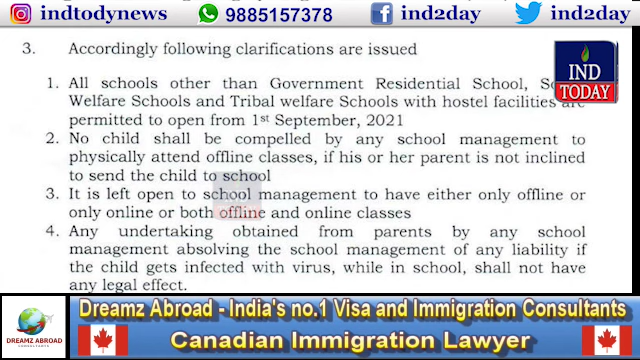 indtodynews 9885157378 ind2day ind2day
3. Accordingly following clarifications are issued
IND
TODAY
1. All schools other than Government Residential School,
Welfare Schools and Tribal welfare Schools with hostel facilities are
permitted to open from 1st September, 2021
2. No child shall be compelled by any school management to
physically attend offline classes, if his or her parent is not inclined
to send the child to school
3. It is left open to school management to have either only offline or
only online or both offline and online classes
4. Any undertaking obtained from parents by any school
management absolving the school management of any liability if
the child gets infected with virus, while in school, shall not have
any legal effect.
DREAMZ ABROAD
CONSULTANCY
Dreamz Abroad - India's no.1 Visa and Immigration Consultants
Canadian Immigration Lawyer